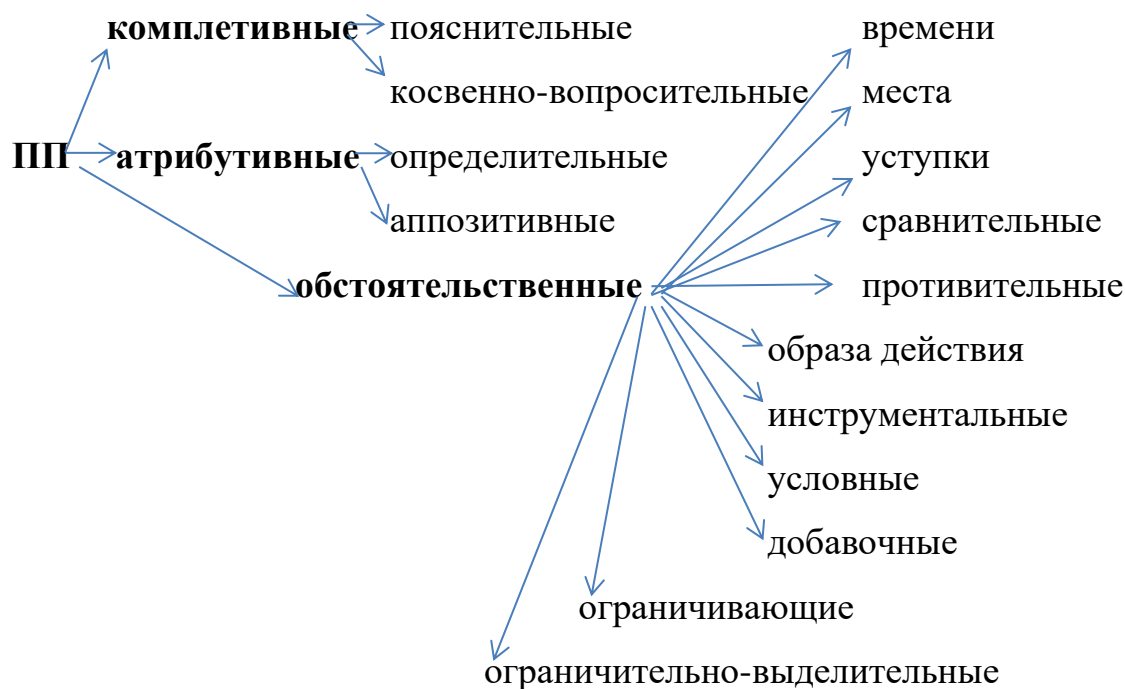 комплетивные пояснительные времени
косвенно-вопросительные места
ПП атрибутивные определительные уступки
аппозитивные сравнительные
обстоятельственные противительные
образа действия
инструментальные
условные
добавочные
ограничивающие
ограничительно-выделительные